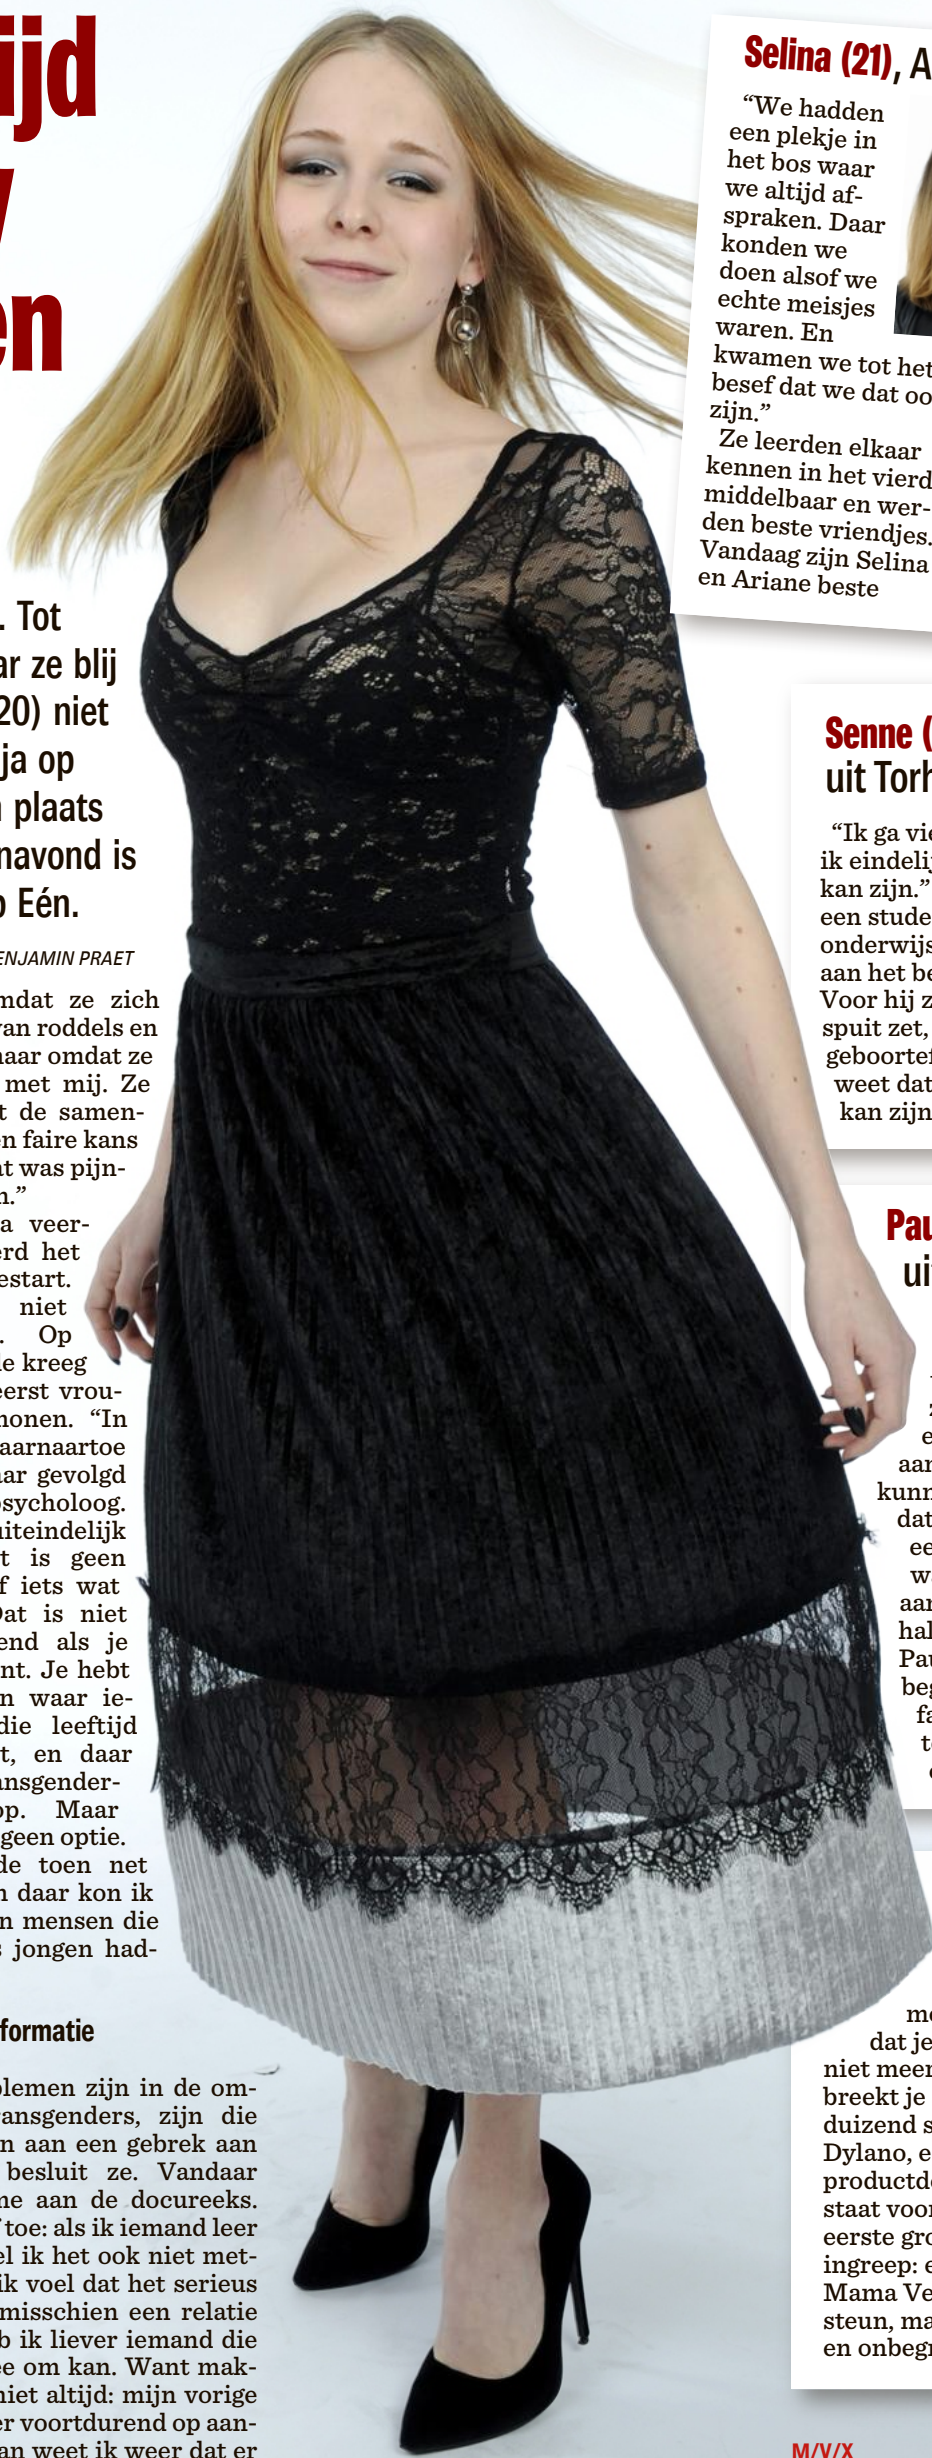 ijd
en
. Tot
ar ze blij
20) niet
ja op
plaats
navond is
Eén.
ENJAMIN PRAET
mdat ze zich
van roddels en
maar omdat ze
met mij. Ze
t de samen-
en faire kans
at was pijn-
n.”
a veer-
erd het
estart.
niet
. Op
de kreeg
eerst vrou-
monen. “In
aarnaartoe
ar gevolgd
psycholoog.
uiteindelijk
t is geen
f iets wat
Dat is niet
end als je
nt. Je hebt
n waar ie-
die leeftijd
t, en daar
ansgender-
op. Maar
geen optie.
de toen net
n daar kon ik
n mensen die
s jongen had-
formatie
blemen zijn in de om-
ransgenders, zijn die
n aan een gebrek aan
besluit ze. Vandaar
me aan de docureeks.
f toe: als ik iemand leer
el ik het ook niet met-
ik voel dat het serieus
misschien een relatie
b ik liever iemand die
ee om kan. Want mak-
niet altijd: mijn vorige
er voortdurend op aan-
an weet ik weer dat er
Selina (21), A
“We hadden
een plekje in
het bos waar
we altijd af-
spraken. Daar
konden we
doen alsof we
echte meisjes
waren. En
kwamen we tot het
besef dat we dat oo
zijn.”
Ze leerden elkaar
kennen in het vierd
middelbaar en wer-
den beste vriendjes.
Vandaag zijn Selina
en Ariane beste
Senne (
uit Torh
“Ik ga vie
ik eindelij
kan zijn.”
een stude
onderwijs
aan het be
Voor hij z
spuit zet,
geboortef
weet dat
kan zijn
Pau
ui
z
e
aan
kunn
dat
ee
wa
aan
hal
Pau
beg
fa
te
me
dat je
niet meer
breekt je
duizend s
Dylano, e
productde
staat voor
eerste gro
ingreep: e
Mama Ve
steun, ma
en onbegr
M/V/X